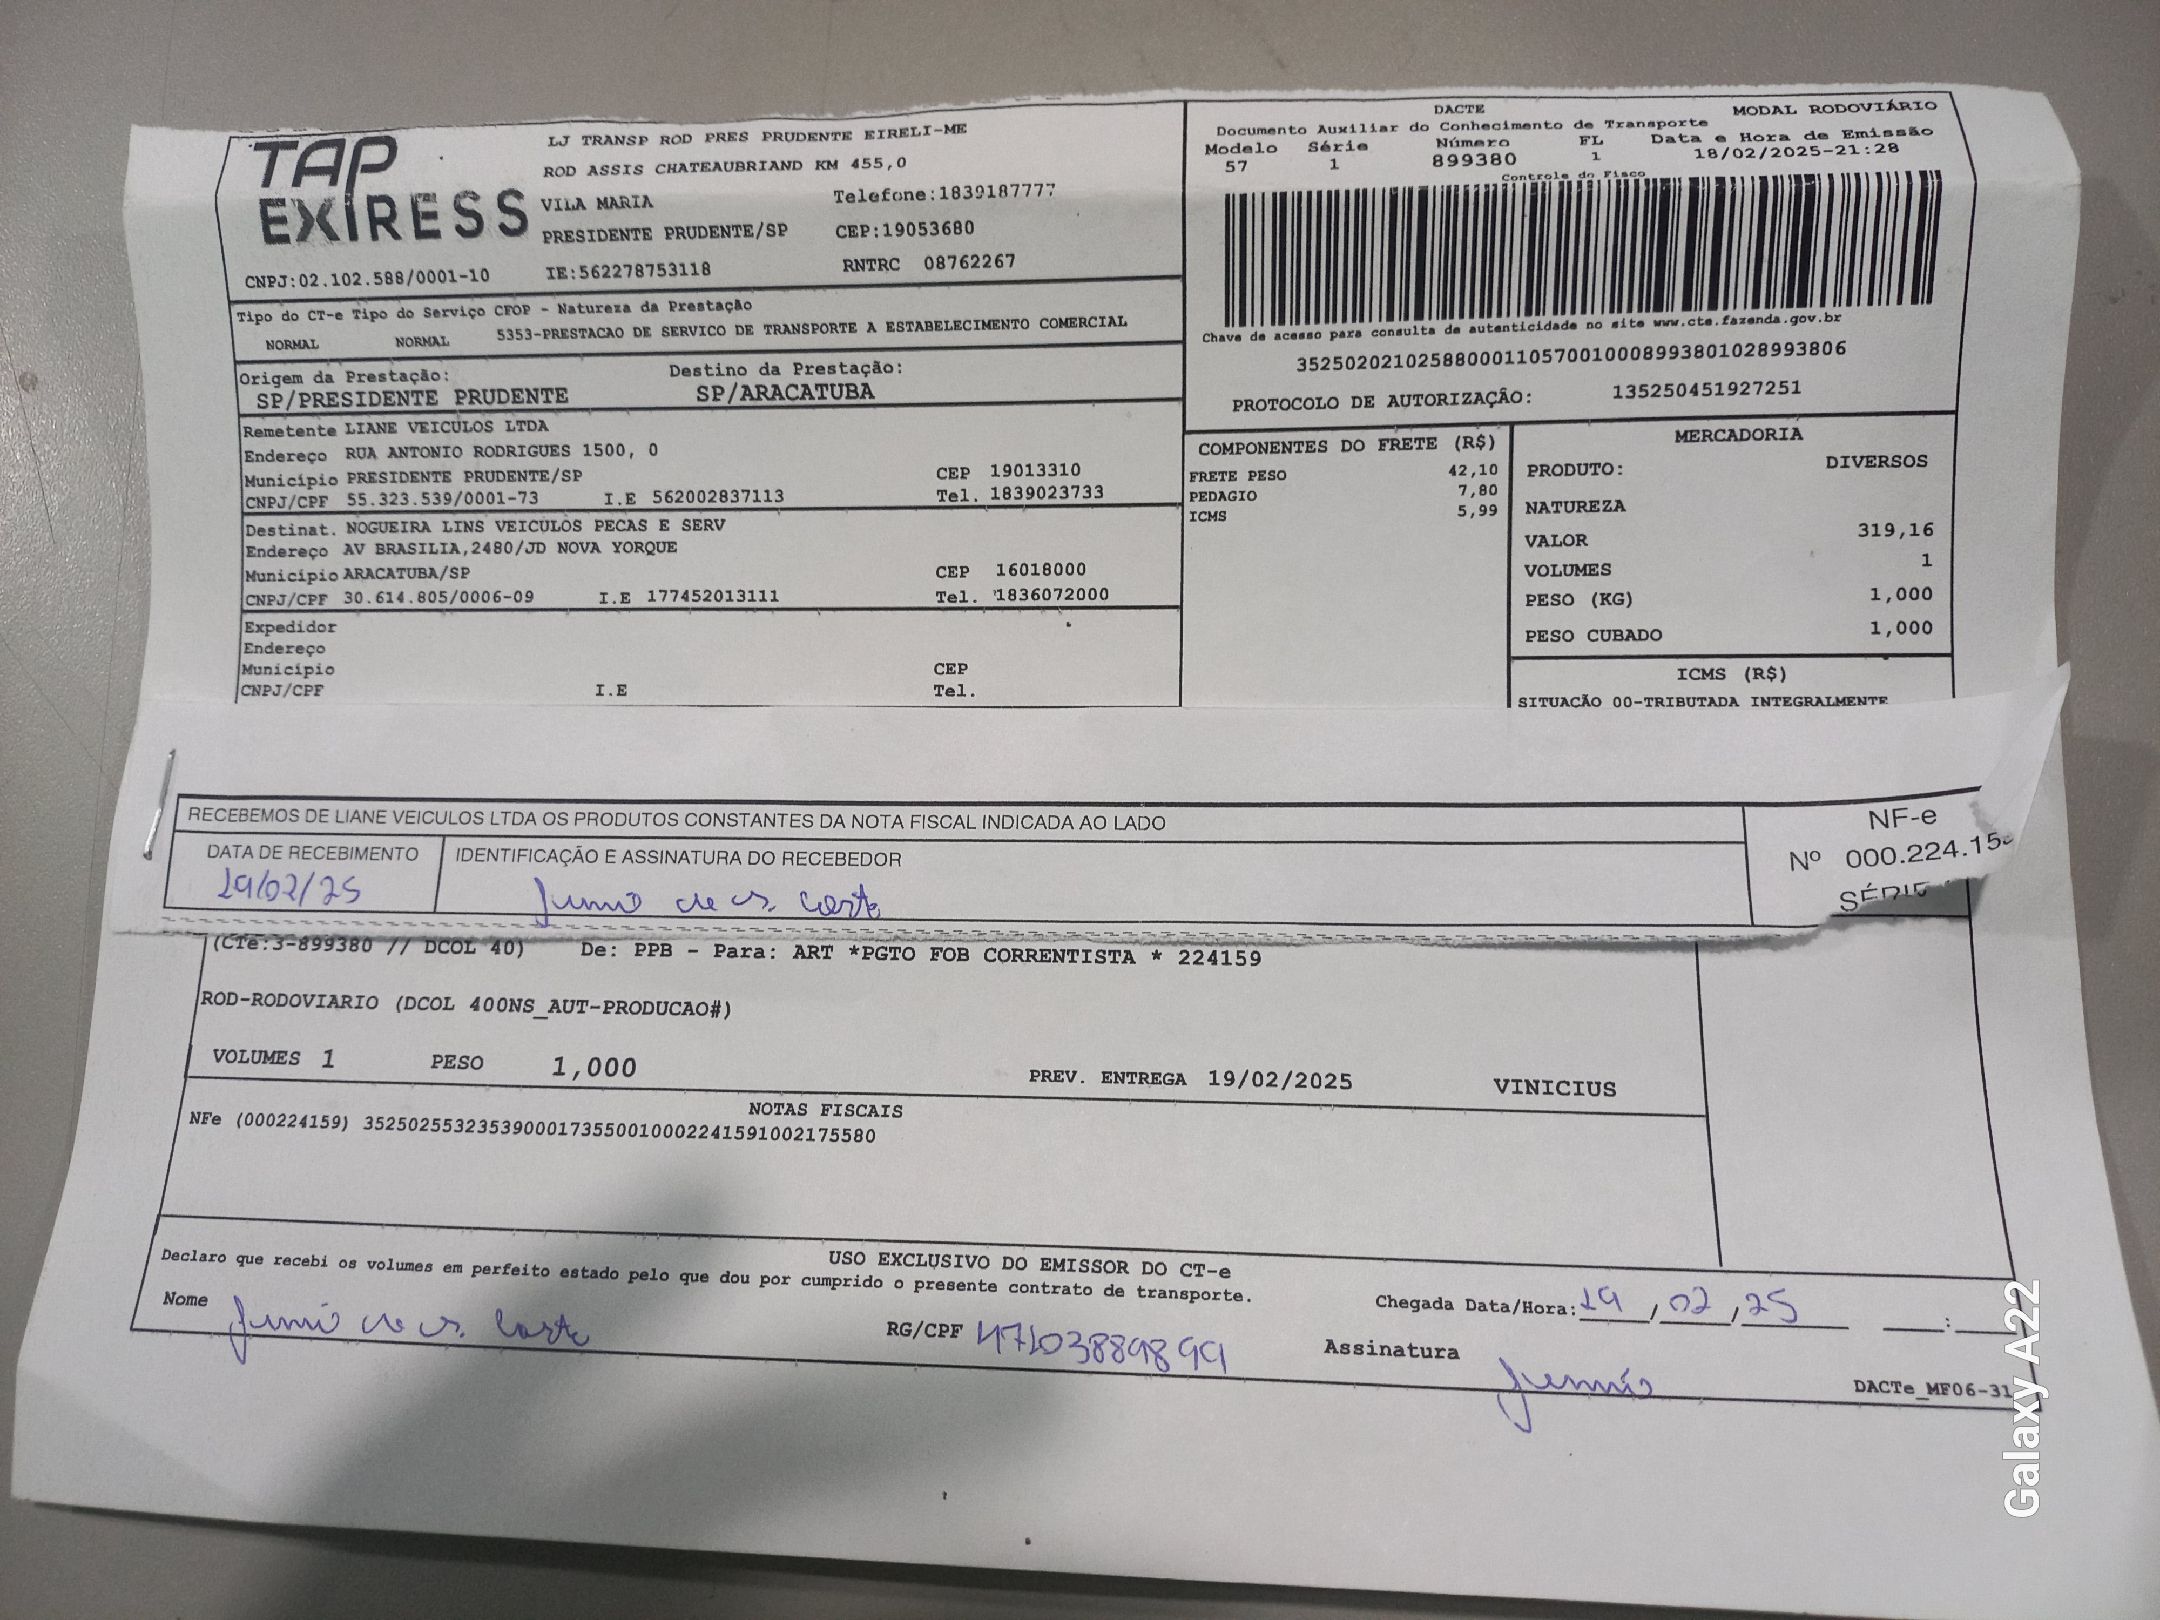 TAP
EXIRESS
LJ TRANSP ROD PRES PRUDENTE EIRELI-ME
ROD ASSIS CHATEAUBRIAND KM 455,0
VILA MARIA Telefone:1839187777
PRESIDENTE PRUDENTE/SP CEP:19053680
CNPJ:02.102.588/0001-10 IE:562278753118 RNTRC 08762267
DACTE MODAL RODOVIÁRIO
Documento Auxiliar do Conhecimento de Transporte
Modelo Série Número FL Data e Hora de Emissão
57 1 899380 1 18/02/2025-21:28
Controle do Fisco
Chave de acesso para consulta de autenticidade no site www.cte.fazenda.gov.br
35250202102588000110570010008993801028993806
PROTOCOLO DE AUTORIZAÇÃO: 135250451927251
Tipo do CT-e Tipo do Serviço CFOP - Natureza da Prestação
NORMAL NORMAL 5353-PRESTACAO DE SERVICO DE TRANSPORTE A ESTABELECIMENTO COMERCIAL
Origem da Prestação: Destino da Prestação:
SP/PRESIDENTE PRUDENTE SP/ARACATUBA
Remetente LIANE VEICULOS LTDA
Endereço RUA ANTONIO RODRIGUES 1500, 0
Município PRESIDENTE PRUDENTE/SP CEP 19013310
CNPJ/CPF 55.323.539/0001-73 I.E 562002837113 Tel. 1839023733
Destinat. NOGUEIRA LINS VEICULOS PECAS E SERV
Endereço AV BRASILIA,2480/JD NOVA YORQUE
Município ARACATUBA/SP CEP 16018000
CNPJ/CPF 30.614.805/0006-09 I.E 177452013111 Tel. 1836072000
Expedidor
Endereço
Município CEP
CNPJ/CPF I.E Tel.
COMPONENTES DO FRETE (R$)
FRETE PESO 42,10
PEDAGIO 7,80
ICMS 5,99
MERCADORIA
PRODUTO: DIVERSOS
NATUREZA
VALOR 319,16
VOLUMES 1
PESO (KG) 1,000
PESO CUBADO 1,000
ICMS (R$)
SITUACÃO 00-TRIBUTADA INTEGRALMENTE
RECEBEMOS DE LIANE VEICULOS LTDA OS PRODUTOS CONSTANTES DA NOTA FISCAL INDICADA AO LADO
DATA DE RECEBIMENTO IDENTIFICAÇÃO E ASSINATURA DO RECEBEDOR
19/02/25
NF-e
Nº 000.224.15
SÉRIE
(CTe:3-899380 // DCOL 40) De: PPB - Para: ART *PGTO FOB CORRENTISTA * 224159
ROD-RODOVIARIO (DCOL 400NS_AUT-PRODUCAO#)
VOLUMES 1 PESO 1,000 PREV. ENTREGA 19/02/2025 VINICIUS
NOTAS FISCAIS
NFe (000224159) 35250255323539000173550010002241591002175580
USO EXCLUSIVO DO EMISSOR DO CT-e
Declaro que recebi os volumes em perfeito estado pelo que dou por cumprido o presente contrato de transporte.
Nome RG/CPF 47103889899 Chegada Data/Hora: 19 / 02 / 25 :
Assinatura
DACTe_MF06-31
Galaxy A22